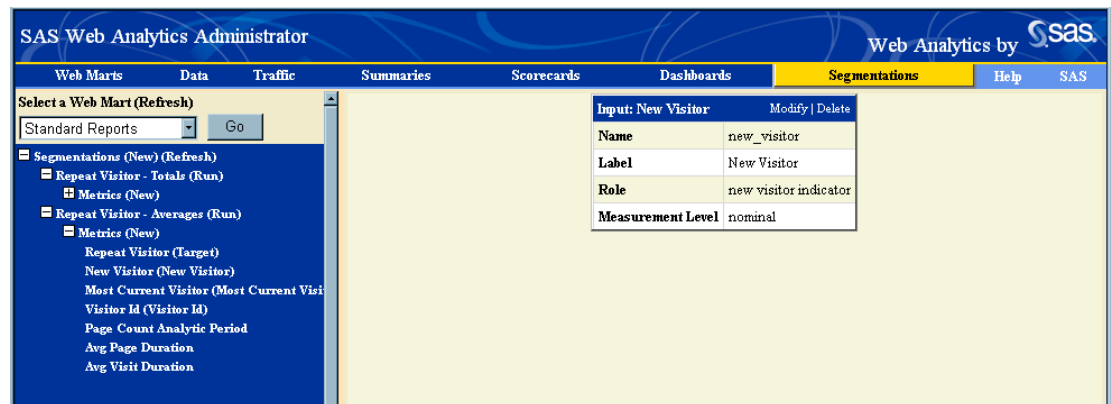 SAS Web Analytics Administrator
Web Analytics by sas.
Web Marts Data Traffic Summaries Scorecards Dashboards Segmentations Help SAS
Select a Web Mart (Refresh)
Standard Reports Go
Segmentations (New) (Refresh)
Repeat Visitor - Totals (Run)
Metrics (New)
Repeat Visitor - Averages (Run)
Metrics (New)
Repeat Visitor (Target)
New Visitor (New Visitor)
Most Current Visitor (Most Current Visi
Visitor Id (Visitor Id)
Page Count Analytic Period
Avg Page Duration
Avg Visit Duration
Input: New Visitor Modify | Delete
Name new_visitor
Label New Visitor
Role new visitor indicator
Measurement Level nominal